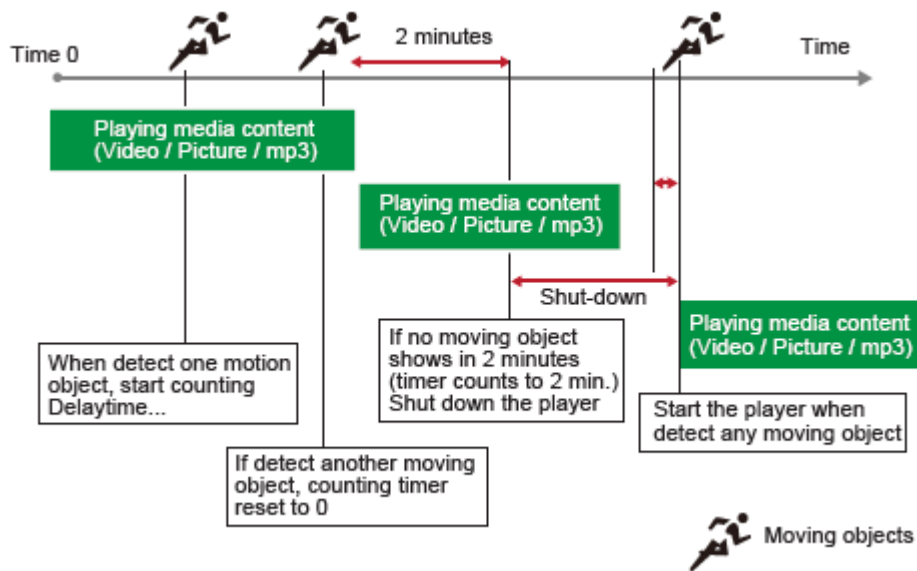 2 minutes
Time 0
Time
Playing media content
(Video / Picture / mp3)
Playing media content
(Video / Picture / mp3)
Shut-down
Playing media content
(Video / Picture / mp3)
When detect one motion
object, start counting
Delaytime...
If no moving object
shows in 2 minutes
(timer counts to 2 min.)
Shut down the player
Start the player when
detect any moving object
If detect another moving
object, counting timer
reset to 0
Moving objects